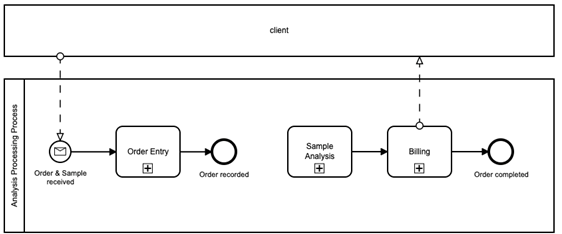 client
Analysis Processing Process
Order Entry
Sample
Analysis
Billing
Order & Sample
received
Order recorded
Order completed